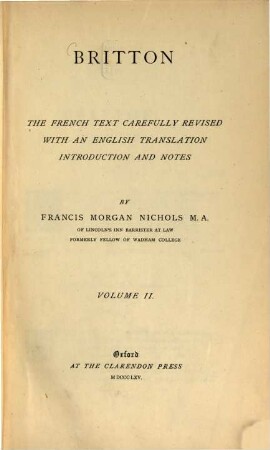 BRITTON
THE FRENCH TEXT CAREFULLY REVISED
WITH AN ENGLISH TRANSLATION
INTRODUCTION AND NOTES
BY
FRANCIS MORGAN NICHOLS M.A.
OF LINCOLN'S INN BARRISTER AT LAW
FORMERLY FELLOW OF WADHAM COLLEGE
VOLUME II.
Oxford
AT THE CLARENDON PRESS
MDCCCLXV.